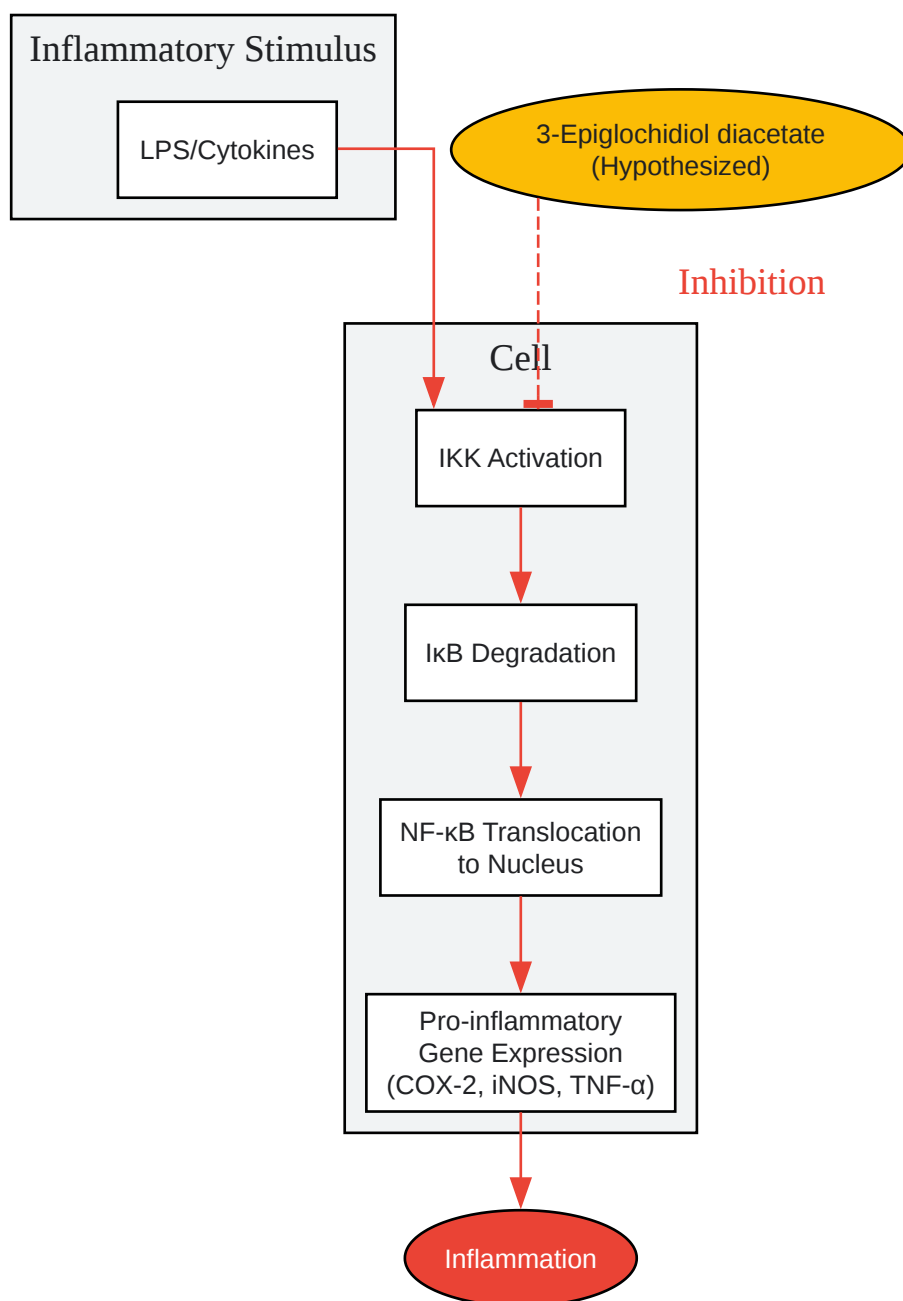 Inflammatory Stimulus
LPS/Cytokines
3-Epiglochidiol diacetate
(Hypothesized)
Inhibition
Cell
IKK Activation
IκB Degradation
NF-κB Translocation
to Nucleus
Pro-inflammatory
Gene Expression
(COX-2, iNOS, TNF-α)
Inflammation